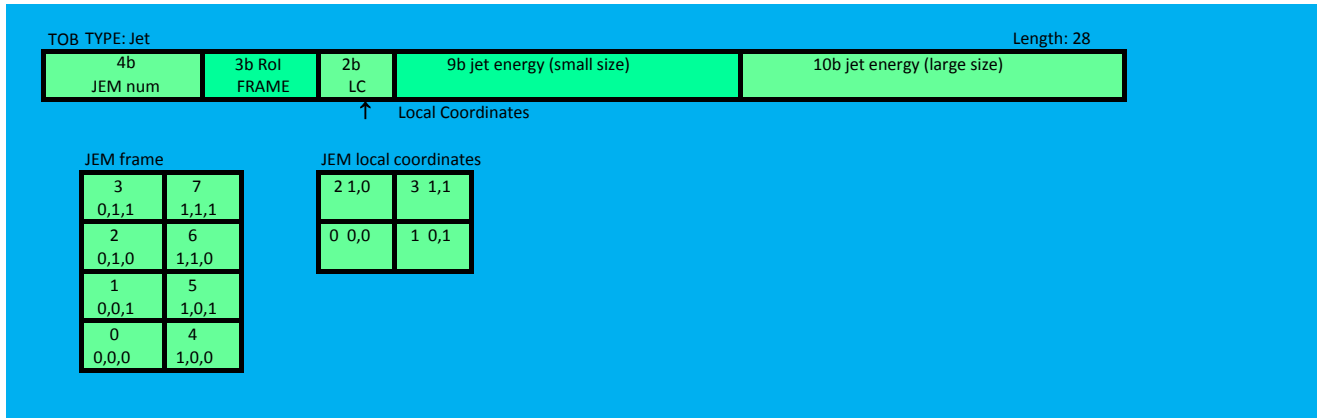 TOB TYPE: Jet Length: 28
4b 3b RoI 2b 9b jet energy (small size) 10b jet energy (large size)
JEM num FRAME LC
↑ Local Coordinates
JEM frame JEM local coordinates
3 7 2 1,0 3 1,1
0,1,1 1,1,1
2 6 0 0,0 1 0,1
0,1,0 1,1,0
1 5
0,0,1 1,0,1
0 4
0,0,0 1,0,0